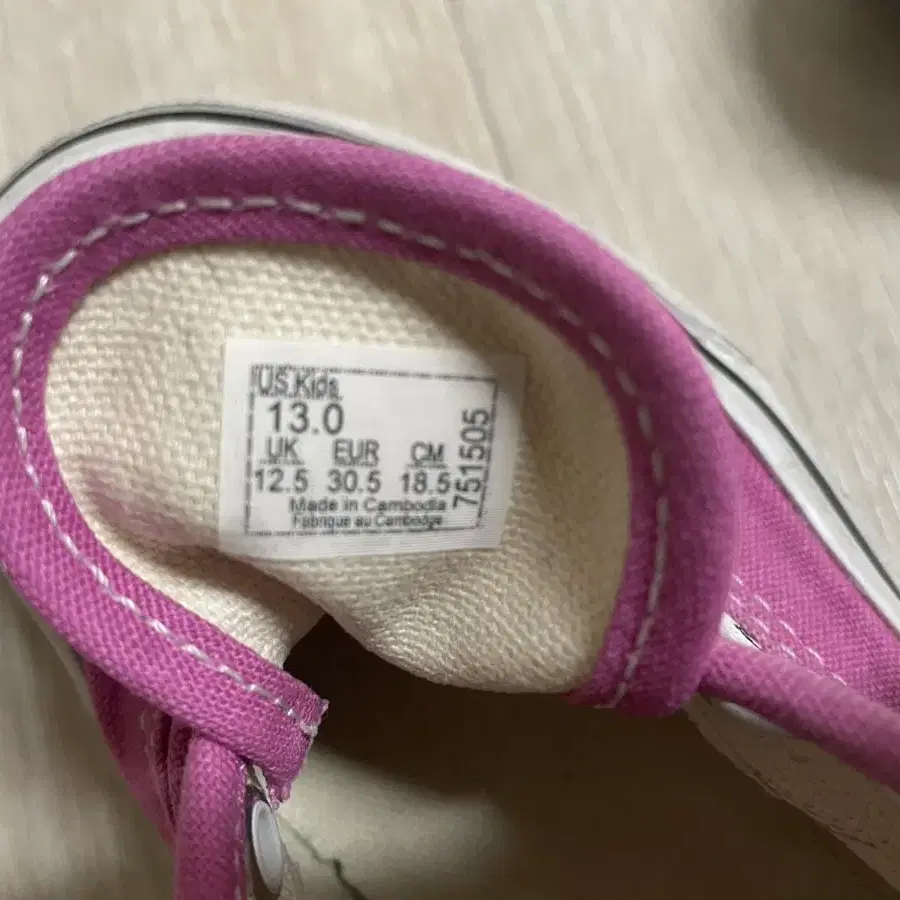 US Kids
13.0
UK EUR CM
12.5 30.5 18.5
Made in Cambodia
Fabriqué au Cambodge
751505